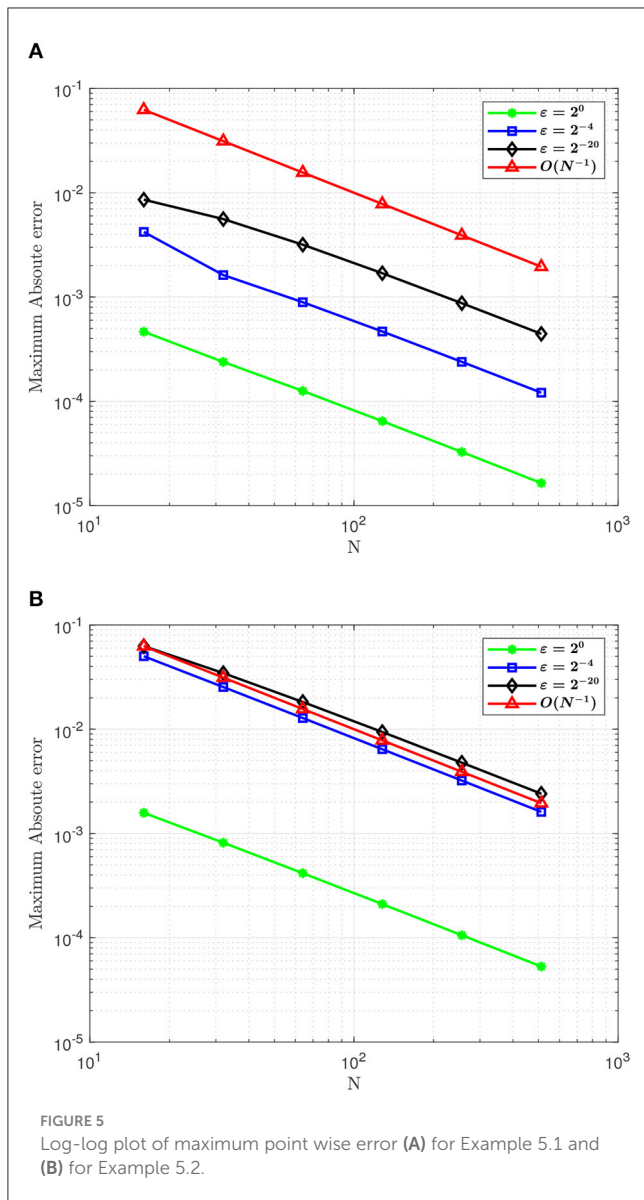 A
10^-1
10^-2
10^-3
10^-4
10^-5
Maximum Absoute error
10^1
10^2
10^3
N
ε = 2^0
ε = 2^-4
ε = 2^-20
O(N^-1)
B
10^-1
10^-2
10^-3
10^-4
10^-5
Maximum Absoute error
10^1
10^2
10^3
N
ε = 2^0
ε = 2^-4
ε = 2^-20
O(N^-1)
FIGURE 5
Log-log plot of maximum point wise error (A) for Example 5.1 and
(B) for Example 5.2.